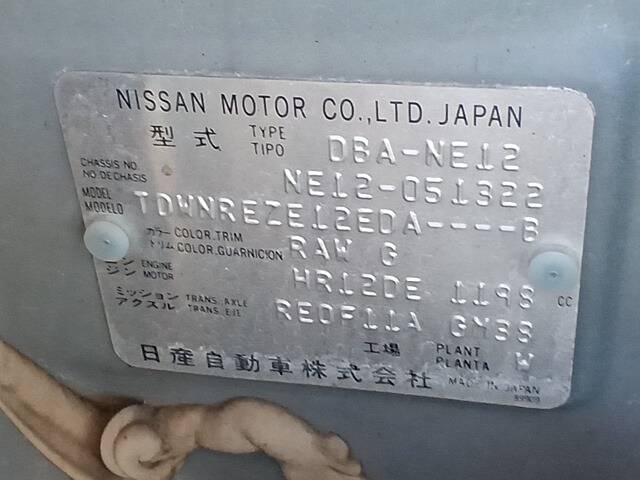 NISSAN MOTOR CO.,LTD. JAPAN
型式 TYPE TIPO DBA-NE12
CHASSIS NO NO.DE CHASIS NE12-051322
MODEL MODELO TDWNREZE12EDA----B
カラー COLOR,TRIM トリム COLOR,GUARNICION RAW G
ENGINE ジン MOTOR HR12DE 1198 CC
ミッション TRANS. AXLE アクスル TRANS. EJE RE0F11A GY38
工場 PLANT PLANTA W
日産自動車株式会社 MADE IN JAPAN